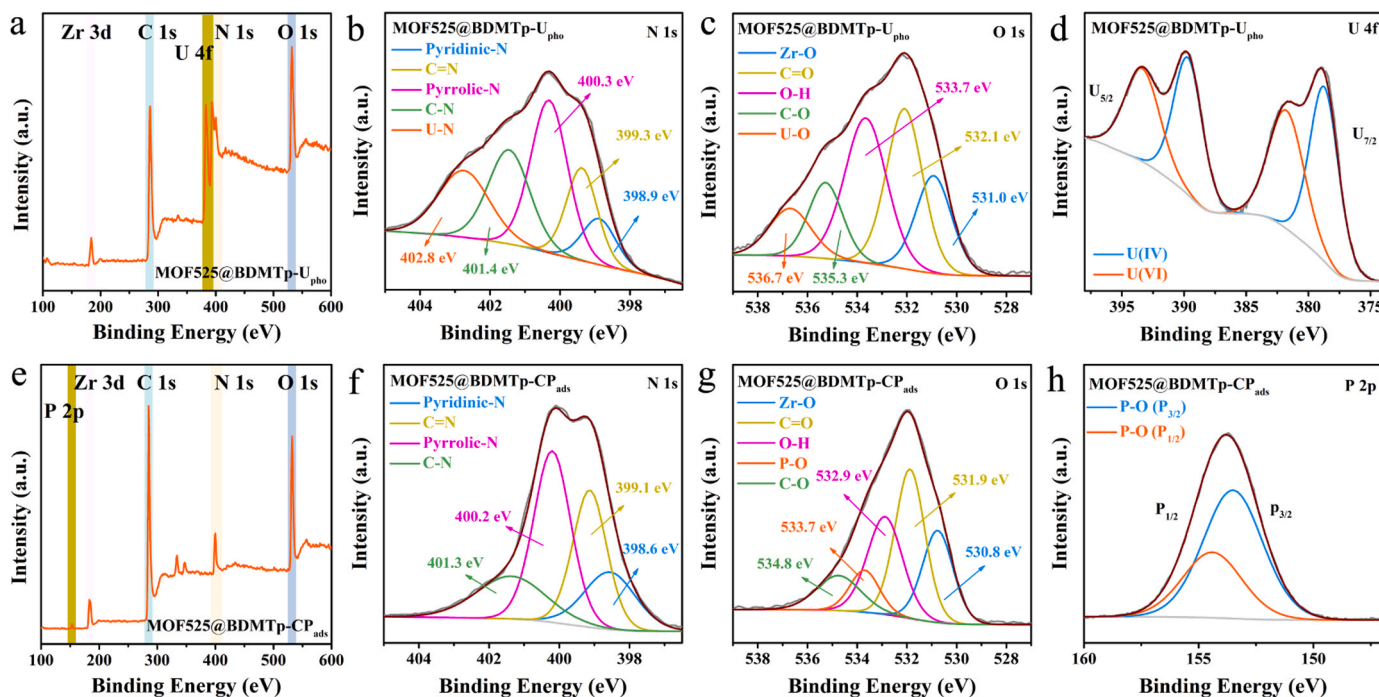 a
Zr 3d C 1s N 1s O 1s
U 4f
MOF525@BDMTp-Upho
Intensity (a.u.)
100 200 300 400 500 600
Binding Energy (eV)
b
MOF525@BDMTp-Upho N 1s
Pyridinic-N
C=N
Pyrrolic-N
C-N
U-N
400.3 eV
399.3 eV
398.9 eV
402.8 eV
401.4 eV
Intensity (a.u.)
404 402 400 398
Binding Energy (eV)
c
MOF525@BDMTp-Upho O 1s
Zr-O
C=O
O-H
C-O
U-O
533.7 eV
532.1 eV
531.0 eV
536.7 eV
535.3 eV
Intensity (a.u.)
538 536 534 532 530 528
Binding Energy (eV)
d
MOF525@BDMTp-Upho U 4f
U5/2
U7/2
U(IV)
U(VI)
Intensity (a.u.)
395 390 385 380 375
Binding Energy (eV)
e
Zr 3d C 1s N 1s O 1s
P 2p
MOF525@BDMTp-CPads
Intensity (a.u.)
100 200 300 400 500 600
Binding Energy (eV)
f
MOF525@BDMTp-CPads N 1s
Pyridinic-N
C=N
Pyrrolic-N
C-N
399.1 eV
400.2 eV
401.3 eV
398.6 eV
Intensity (a.u.)
404 402 400 398
Binding Energy (eV)
g
MOF525@BDMTp-CPads O 1s
Zr-O
C=O
O-H
P-O
C-O
532.9 eV
531.9 eV
533.7 eV
534.8 eV
530.8 eV
Intensity (a.u.)
538 536 534 532 530 528
Binding Energy (eV)
h
MOF525@BDMTp-CPads P 2p
P-O (P3/2)
P-O (P1/2)
P1/2
P3/2
Intensity (a.u.)
160 155 150
Binding Energy (eV)